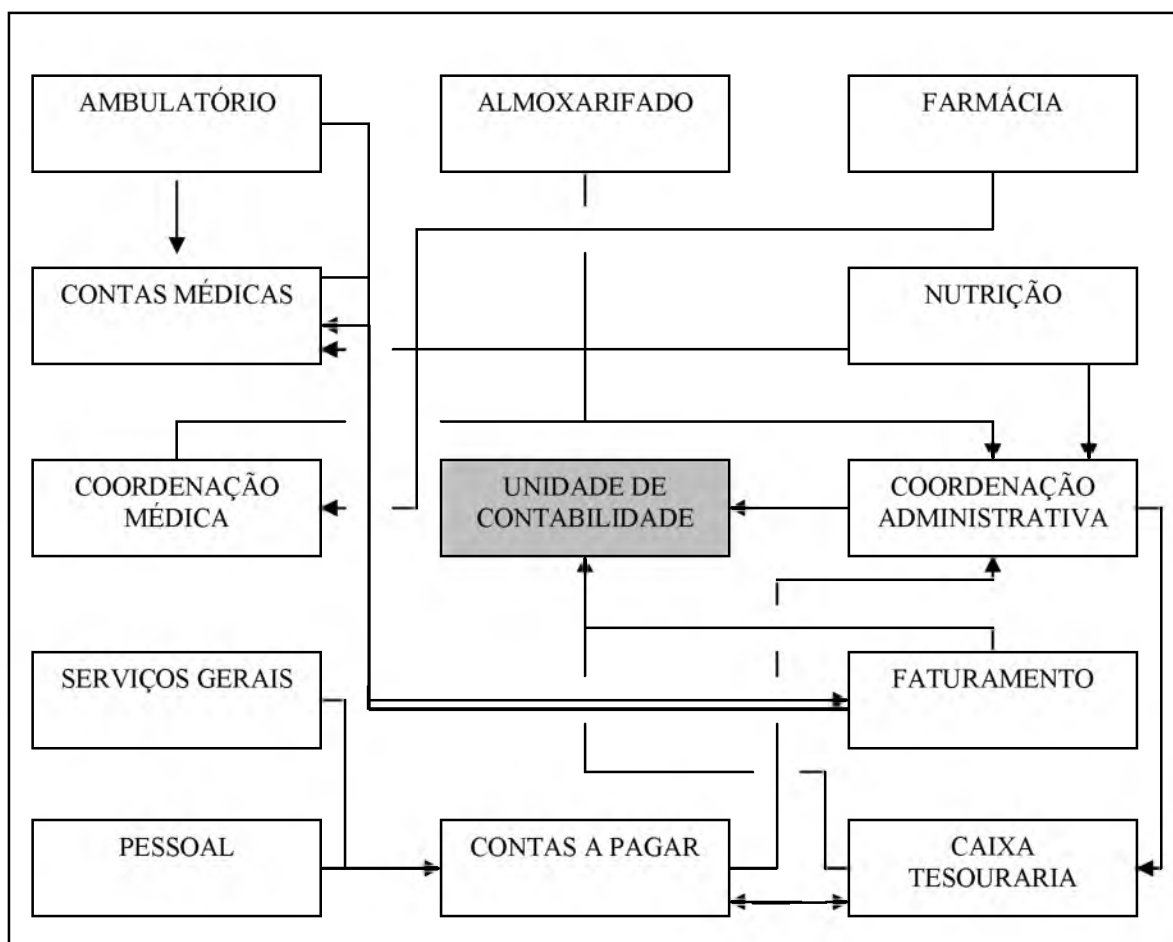 AMBULATÓRIO
ALMOXARIFADO
FARMÁCIA
CONTAS MÉDICAS
NUTRIÇÃO
COORDENAÇÃO
MÉDICA
UNIDADE DE
CONTABILIDADE
COORDENAÇÃO
ADMINISTRATIVA
SERVIÇOS GERAIS
FATURAMENTO
PESSOAL
CONTAS A PAGAR
CAIXA
TESOURARIA